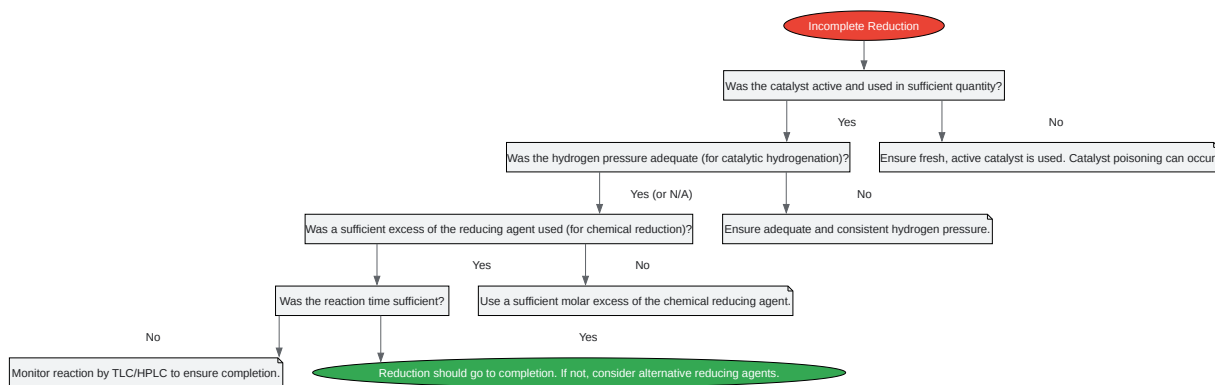 Incomplete Reduction
Was the catalyst active and used in sufficient quantity?
Yes
No
Was the hydrogen pressure adequate (for catalytic hydrogenation)?
Ensure fresh, active catalyst is used. Catalyst poisoning can occur
Yes (or N/A)
No
Was a sufficient excess of the reducing agent used (for chemical reduction)?
Ensure adequate and consistent hydrogen pressure.
Yes
No
Was the reaction time sufficient?
Use a sufficient molar excess of the chemical reducing agent.
No
Yes
Monitor reaction by TLC/HPLC to ensure completion.
Reduction should go to completion. If not, consider alternative reducing agents.